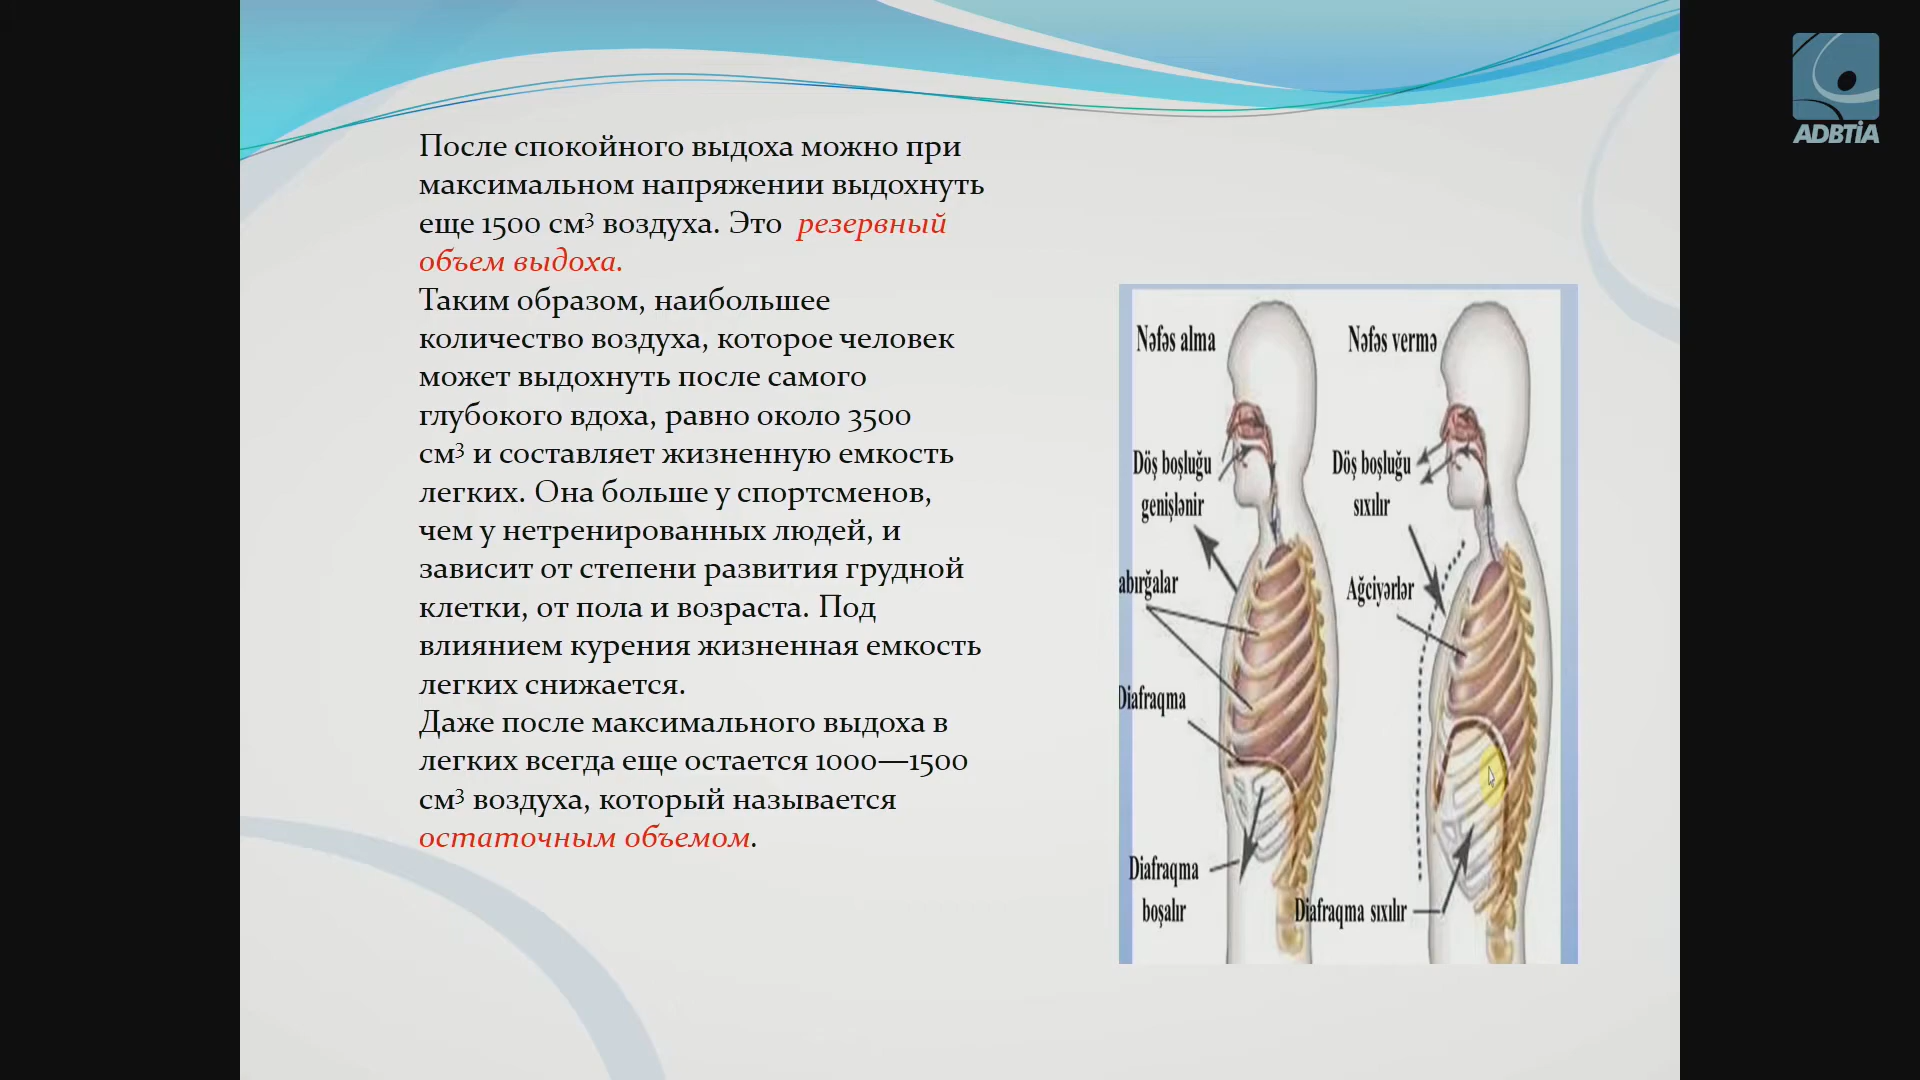 После спокойного выдоха можно при
максимальном напряжении выдохнуть
еще 1500 см³ воздуха. Это резервный
объем выдоха.
Таким образом, наибольшее
количество воздуха, которое человек
может выдохнуть после самого
глубокого вдоха, равно около 3500
см³ и составляет жизненную емкость
легких. Она больше у спортсменов,
чем у нетренированных людей, и
зависит от степени развития грудной
клетки, от пола и возраста. Под
влиянием курения жизненная емкость
легких снижается.
Даже после максимального выдоха в
легких всегда еще остается 1000—1500
см³ воздуха, который называется
остаточным объемом.
Nəfəs alma
Döş boşluğu
genişlənir
abırğalar
Diafraqma
Diafraqma
boşalır
Nəfəs vermə
Döş boşluğu
sıxılır
Ağciyərlər
Diafraqma sıxılır
ADBTİA